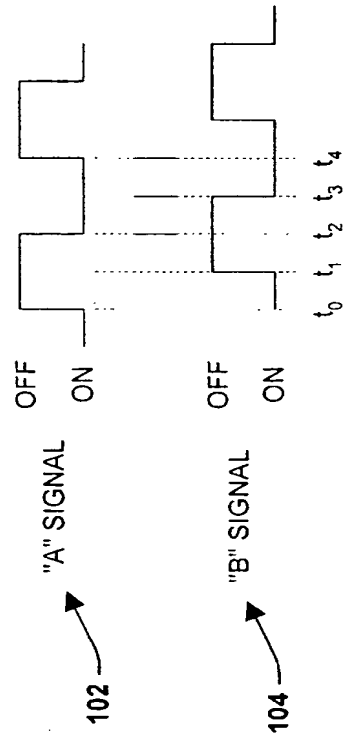 OFF
"A" SIGNAL
ON
102
OFF
"B" SIGNAL
ON
104
t0 t1 t2 t3 t4